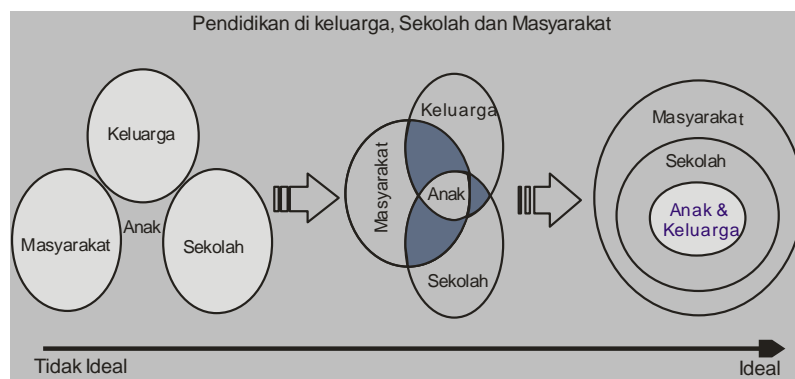 Pendidikan di keluarga, Sekolah dan Masyarakat
Keluarga
Masyarakat
Anak
Sekolah
Keluarga
Masyarakat
Anak
Sekolah
Masyarakat
Sekolah
Anak &
Keluarga
Tidak Ideal
Ideal